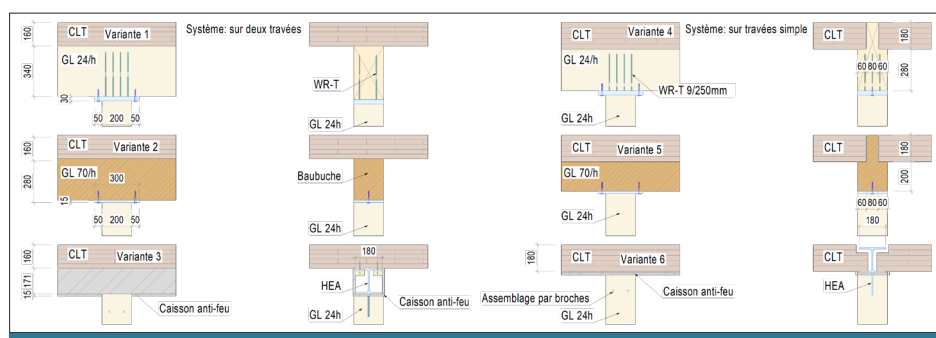 Système: sur deux travées
Système: sur travées simple
160
340
30
CLT
Variante 1
GL 24/h
50 200 50
WR-T
GL 24h
CLT
Variante 4
GL 24/h
WR-T 9/250mm
GL 24h
CLT
180
280
60 80 60
160
280
15
CLT
Variante 2
GL 70/h
300
50 200 50
Baubuche
GL 24h
CLT
Variante 5
GL 70/h
GL 24h
CLT
180
200
60 80 60
180
160
171
15
CLT
Variante 3
Caisson anti-feu
180
HEA
Caisson anti-feu
GL 24h
180
CLT
Variante 6
Caisson anti-feu
Assemblage par broches
GL 24h
CLT
HEA